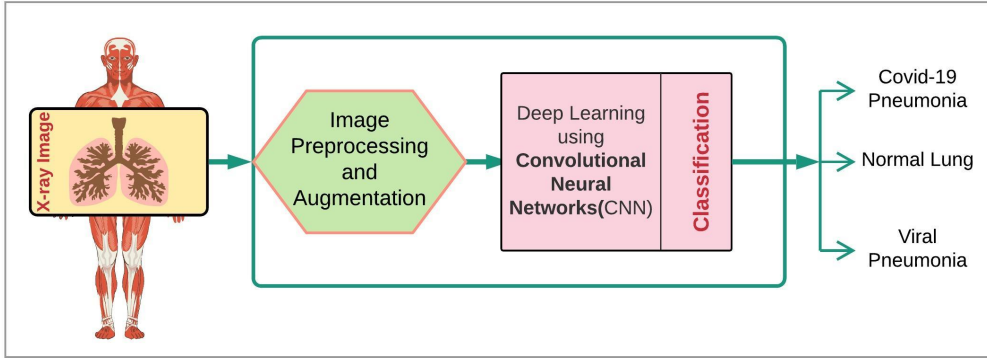 X-ray Image
Image
Preprocessing
and
Augmentation
Deep Learning
using
Convolutional
Neural
Networks(CNN)
Classification
Covid-19
Pneumonia
Normal Lung
Viral
Pneumonia